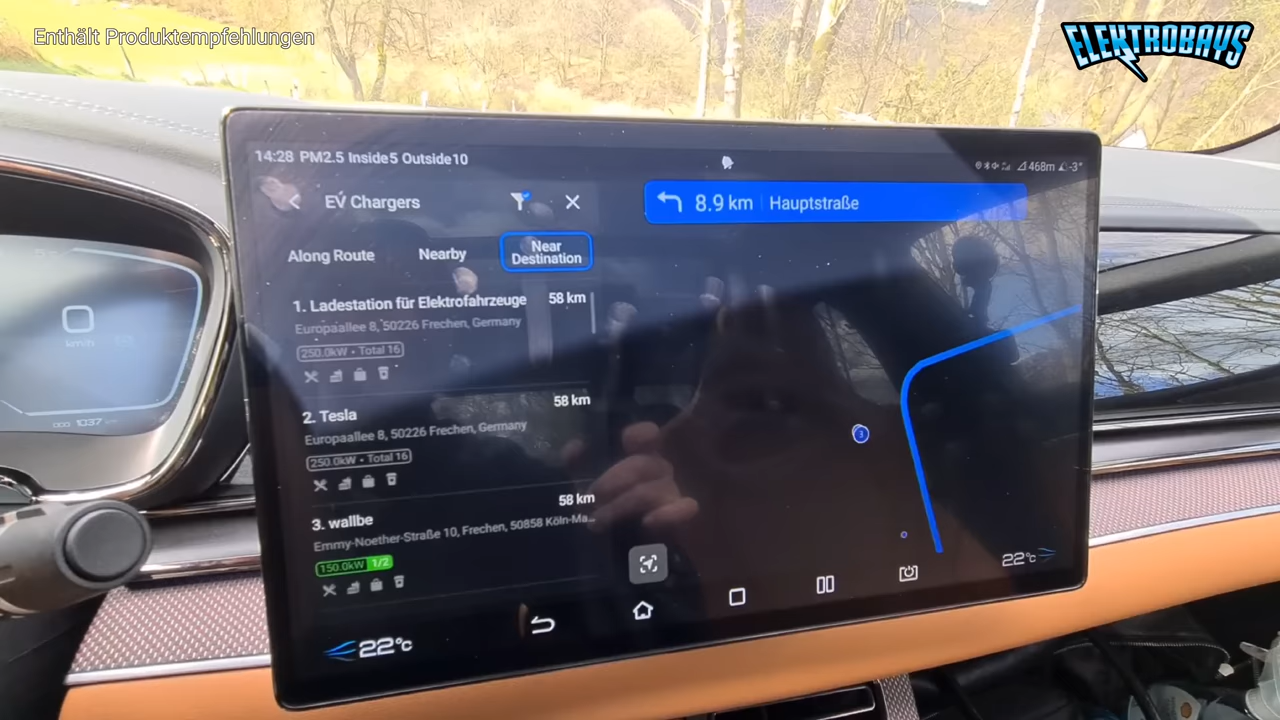 Enthält Produktempfehlungen
ELEKTROBAYS
14:28 PM2.5 Inside5 Outside10
468m -3°
EV Chargers
8.9 km Hauptstraße
Along Route
Nearby
Near
Destination
1. Ladestation für Elektrofahrzeuge 58 km
Europaallee 8, 50226 Frechen, Germany
250.0kW • Total 16
2. Tesla 58 km
Europaallee 8, 50226 Frechen, Germany
250.0kW • Total 16
3. wallbe 58 km
Emmy-Noether-Straße 10, Frechen, 50858 Köln-Ma...
150.0kW 1/2
22°c
22°c
km/h
1037